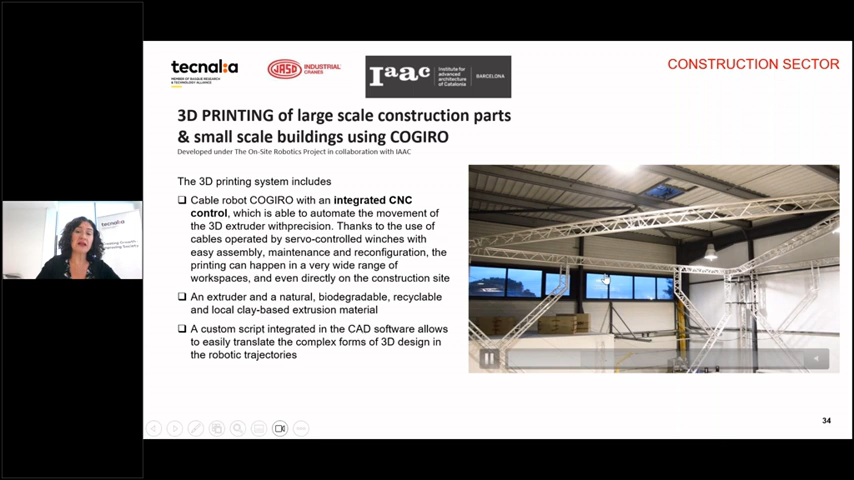 tecnal:a
MEMBER OF BASQUE RESEARCH
& TECHNOLOGY ALLIANCE
JASO INDUSTRIAL
CRANES
Iaac
Institute for
advanced
architecture
of Catalonia
BARCELONA
CONSTRUCTION SECTOR
3D PRINTING of large scale construction parts
& small scale buildings using COGIRO
Developed under The On-Site Robotics Project in collaboration with IAAC
The 3D printing system includes
Cable robot COGIRO with an integrated CNC
control, which is able to automate the movement of
the 3D extruder withprecision. Thanks to the use of
cables operated by servo-controlled winches with
easy assembly, maintenance and reconfiguration, the
printing can happen in a very wide range of
workspaces, and even directly on the construction site
An extruder and a natural, biodegradable, recyclable
and local clay-based extrusion material
A custom script integrated in the CAD software allows
to easily translate the complex forms of 3D design in
the robotic trajectories
tecnal:a
34